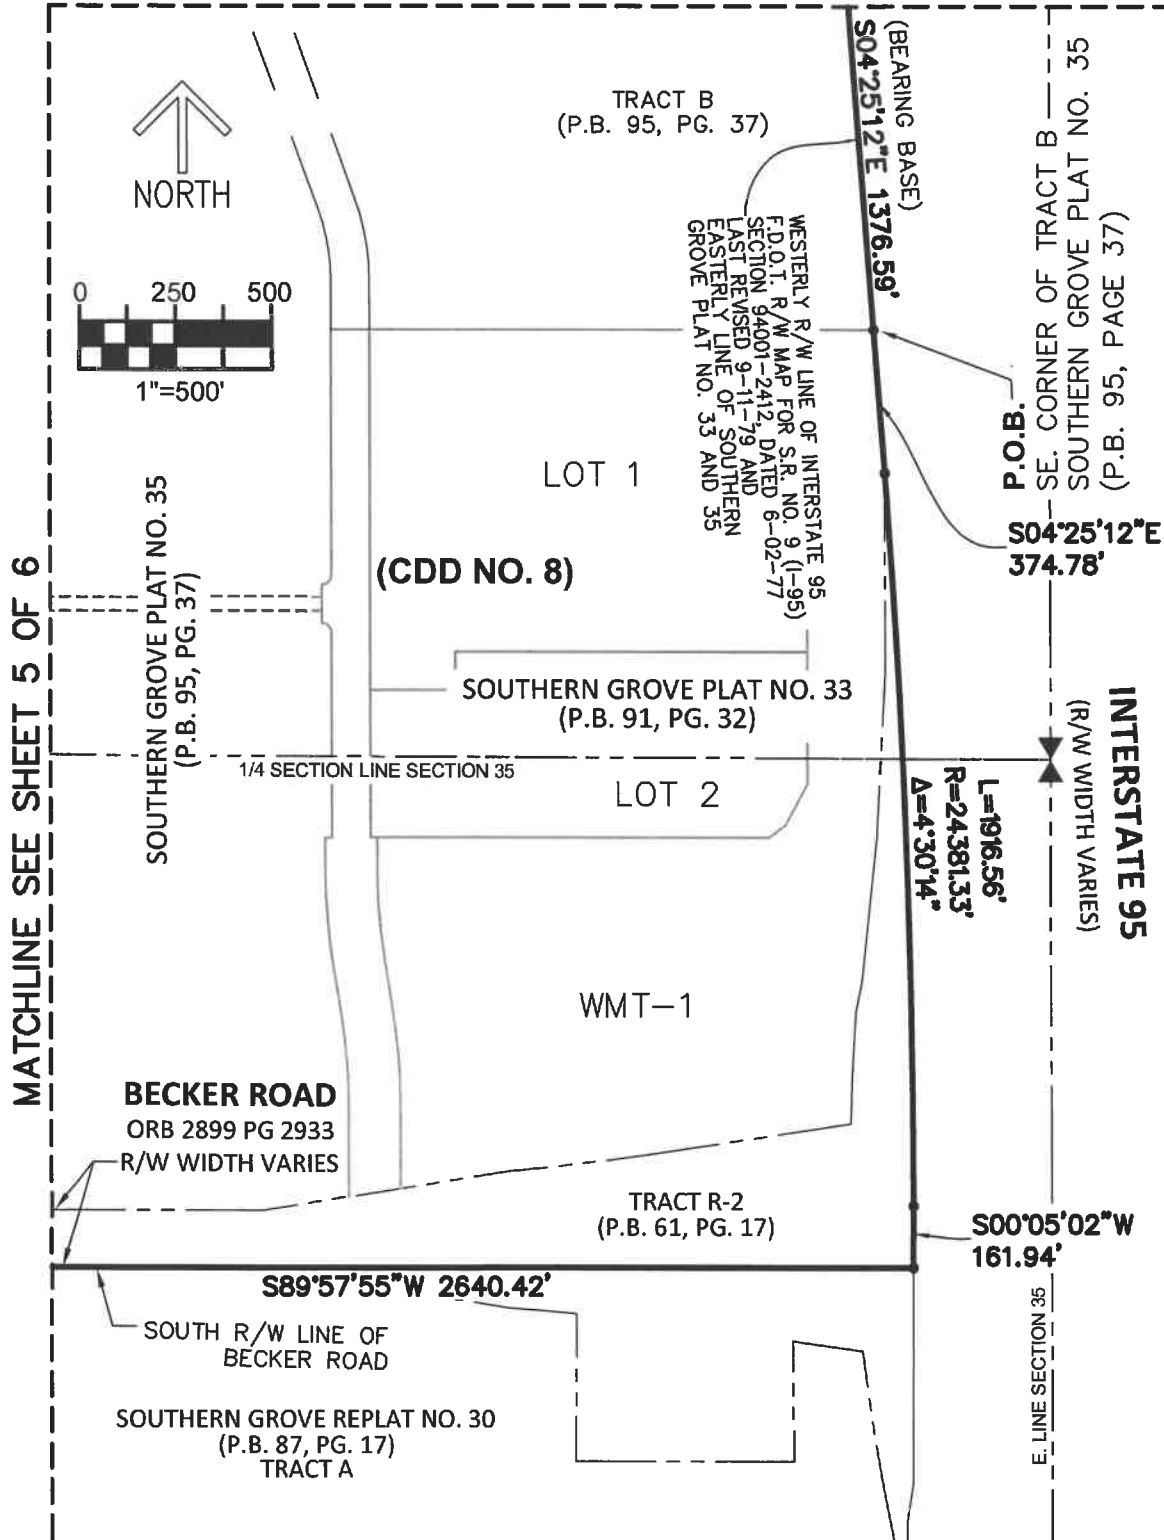 (BEARING BASE)
S04°25'12"E 1376.59'
TRACT B
(P.B. 95, PG. 37)
SE. CORNER OF TRACT B
SOUTHERN GROVE PLAT NO. 35
(P.B. 95, PAGE 37)
P.O.B.
NORTH
0 250 500
1"=500'
WESTERLY R/W LINE OF INTERSTATE 95
F.D.O.T. R/W MAP FOR S.R. NO. 9 (I-95)
SECTION 94001-2412, DATED 6-02-77
LAST REVISED 9-11-79 AND
EASTERLY LINE OF SOUTHERN
GROVE PLAT NO. 33 AND 35
LOT 1
S04°25'12"E
374.78'
(CDD NO. 8)
MATCHLINE SEE SHEET 5 OF 6
SOUTHERN GROVE PLAT NO. 35
(P.B. 95, PG. 37)
SOUTHERN GROVE PLAT NO. 33
(P.B. 91, PG. 32)
INTERSTATE 95
(R/W WIDTH VARIES)
1/4 SECTION LINE SECTION 35
LOT 2
L=1916.56'
R=24381.33'
Δ=4°30'14"
WMT-1
BECKER ROAD
ORB 2899 PG 2933
R/W WIDTH VARIES
TRACT R-2
(P.B. 61, PG. 17)
S00°05'02"W
161.94'
S89°57'55"W 2640.42'
SOUTH R/W LINE OF
BECKER ROAD
E. LINE SECTION 35
SOUTHERN GROVE REPLAT NO. 30
(P.B. 87, PG. 17)
TRACT A